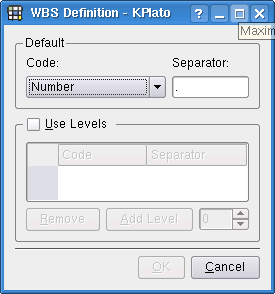 WBS Definition - KPlato
Maxim
Default
Code: Separator:
Number .
Use Levels
Code Separator
Remove Add Level 0
OK Cancel